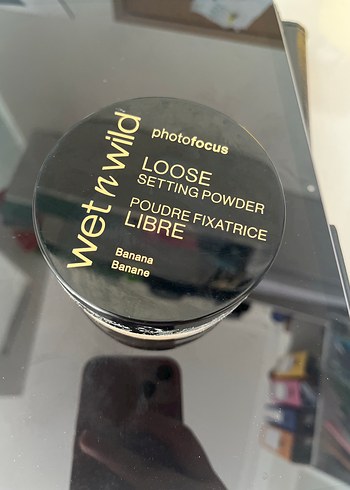 wet n wild
photofocus
LOOSE
SETTING POWDER
POUDRE FIXATRICE
LIBRE
Banana
Banane